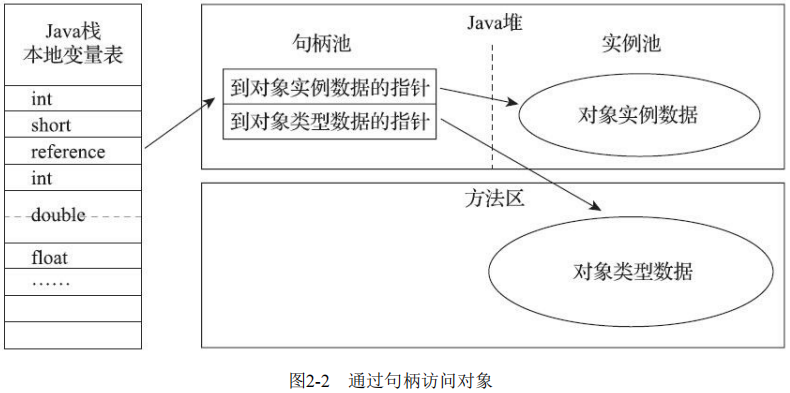 Java栈
本地变量表
int
short
reference
int
double
float
……
Java堆
句柄池
实例池
到对象实例数据的指针
到对象类型数据的指针
对象实例数据
方法区
对象类型数据
图2-2 通过句柄访问对象